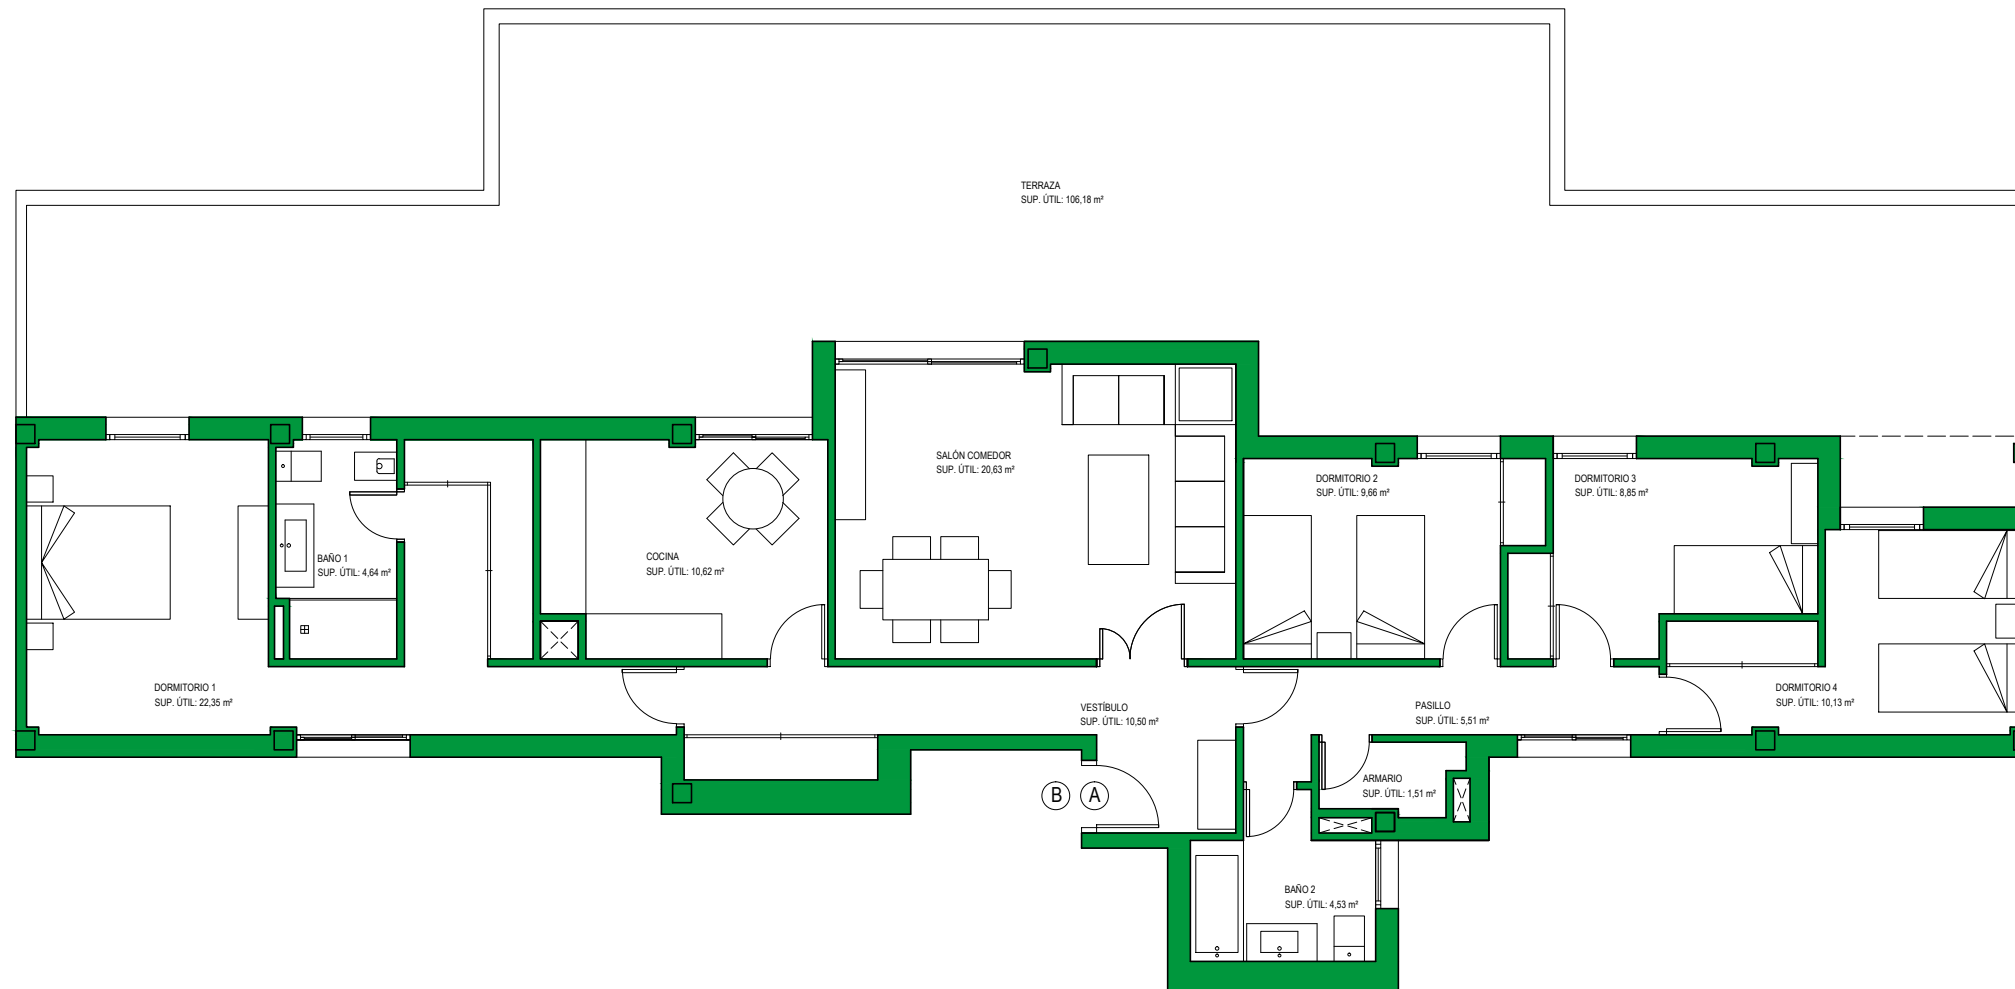 TERRAZA
SUP. ÚTIL: 106,18 m²
SALÓN COMEDOR
SUP. ÚTIL: 20,63 m²
DORMITORIO 2
SUP. ÚTIL: 9,66 m²
DORMITORIO 3
SUP. ÚTIL: 8,85 m²
BAÑO 1
SUP. ÚTIL: 4,64 m²
COCINA
SUP. ÚTIL: 10,62 m²
DORMITORIO 1
SUP. ÚTIL: 22,35 m²
VESTÍBULO
SUP. ÚTIL: 10,50 m²
PASILLO
SUP. ÚTIL: 5,51 m²
DORMITORIO 4
SUP. ÚTIL: 10,13 m²
B A
ARMARIO
SUP. ÚTIL: 1,51 m²
BAÑO 2
SUP. ÚTIL: 4,53 m²